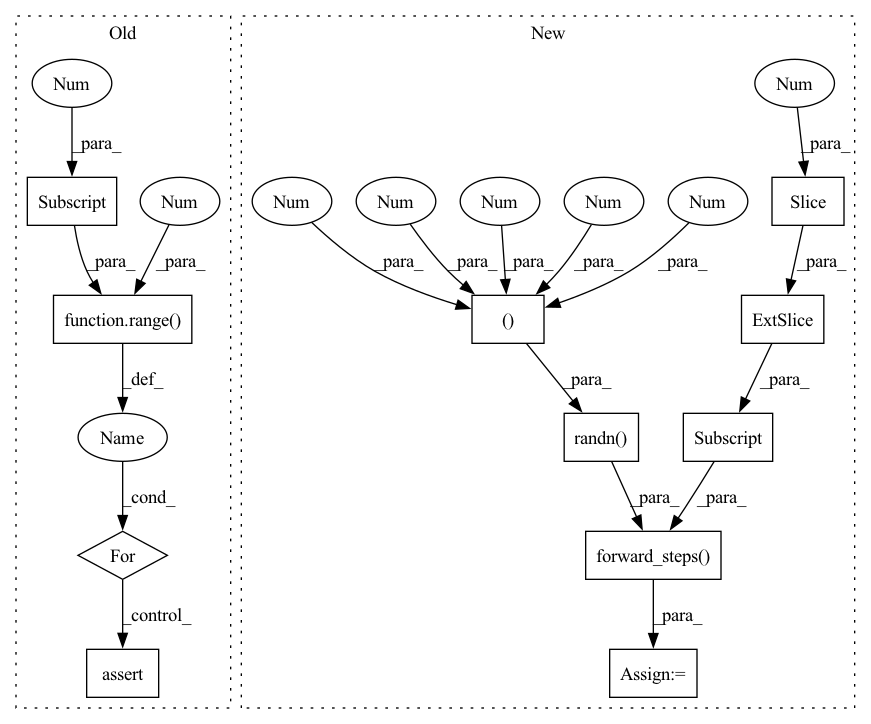 Old
New
Num
Num
_para_
_para_
Subscript
Num
Num
Num
Num
Num
Num
Slice
_para_
_para_
_para_
_para_
_para_
_para_
_para_
_para_
function.range()
()
ExtSlice
_def_
_para_
_para_
Name
randn()
Subscript
_cond_
_para_
_para_
For
forward_steps()
_control_
_para_
assert
Assign:=